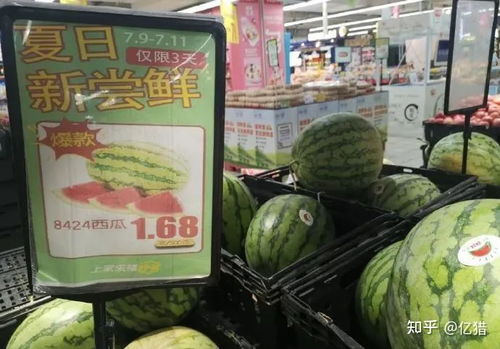 夏日
7.9-7.11
仅限3天
新尝鲜
爆款
8424西瓜
1.68
知乎 @亿猎